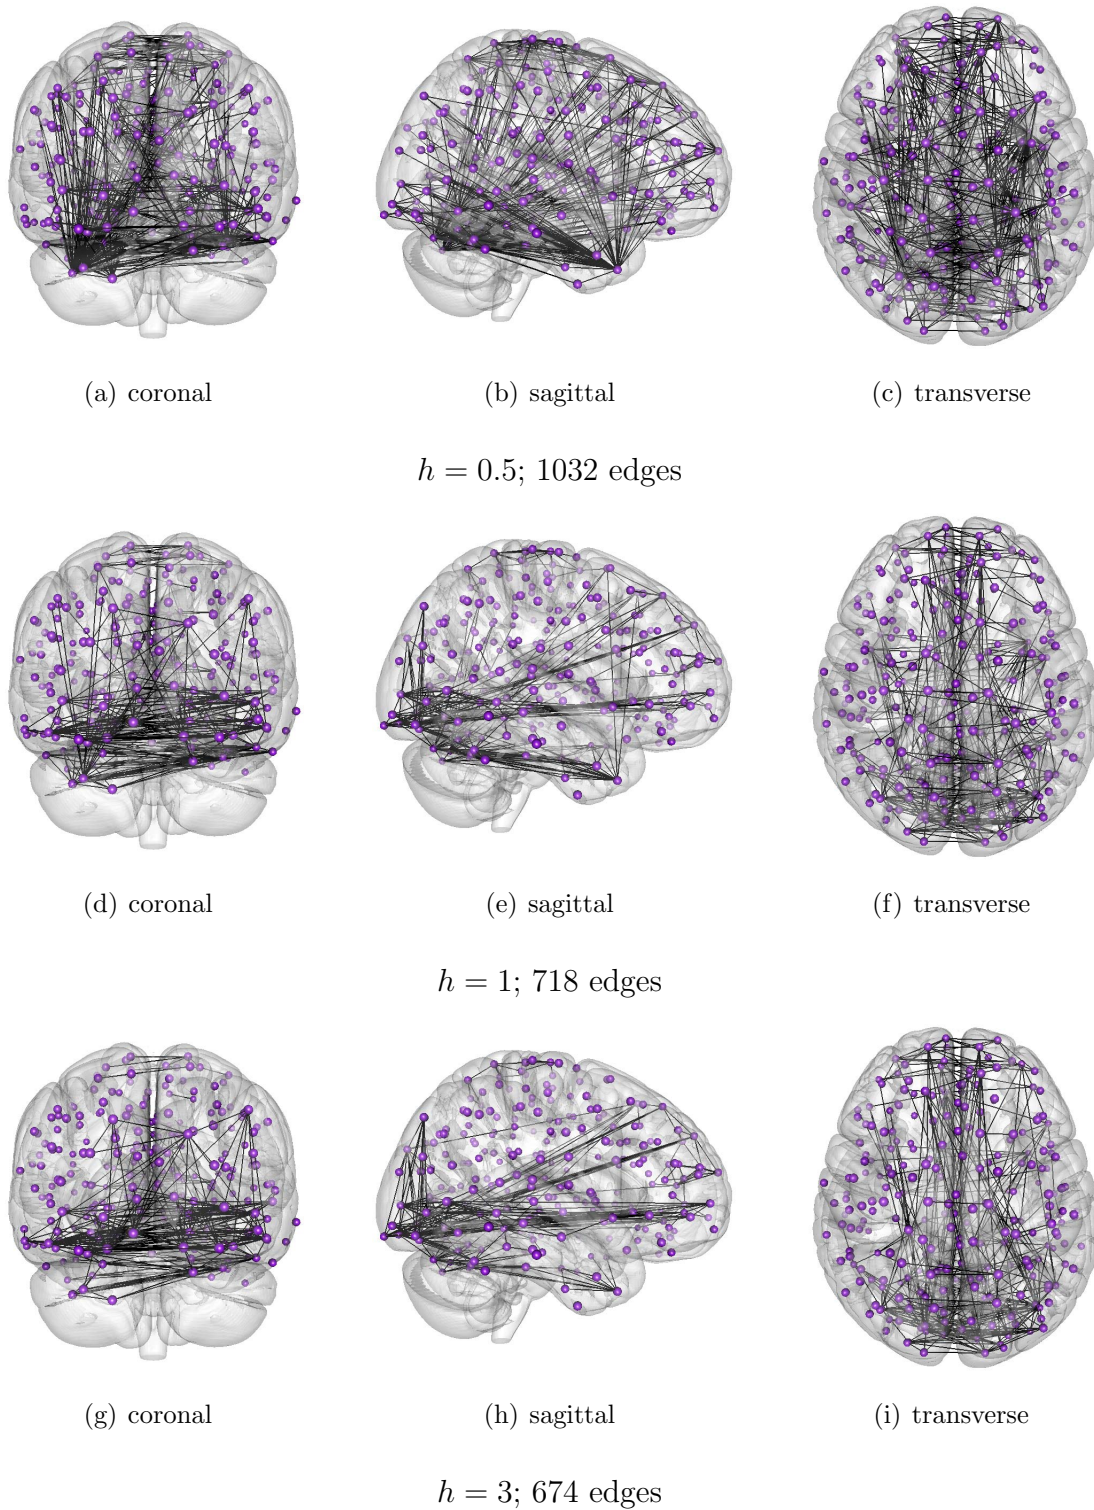 (a) coronal
(b) sagittal
(c) transverse
h = 0.5; 1032 edges
(d) coronal
(e) sagittal
(f) transverse
h = 1; 718 edges
(g) coronal
(h) sagittal
(i) transverse
h = 3; 674 edges